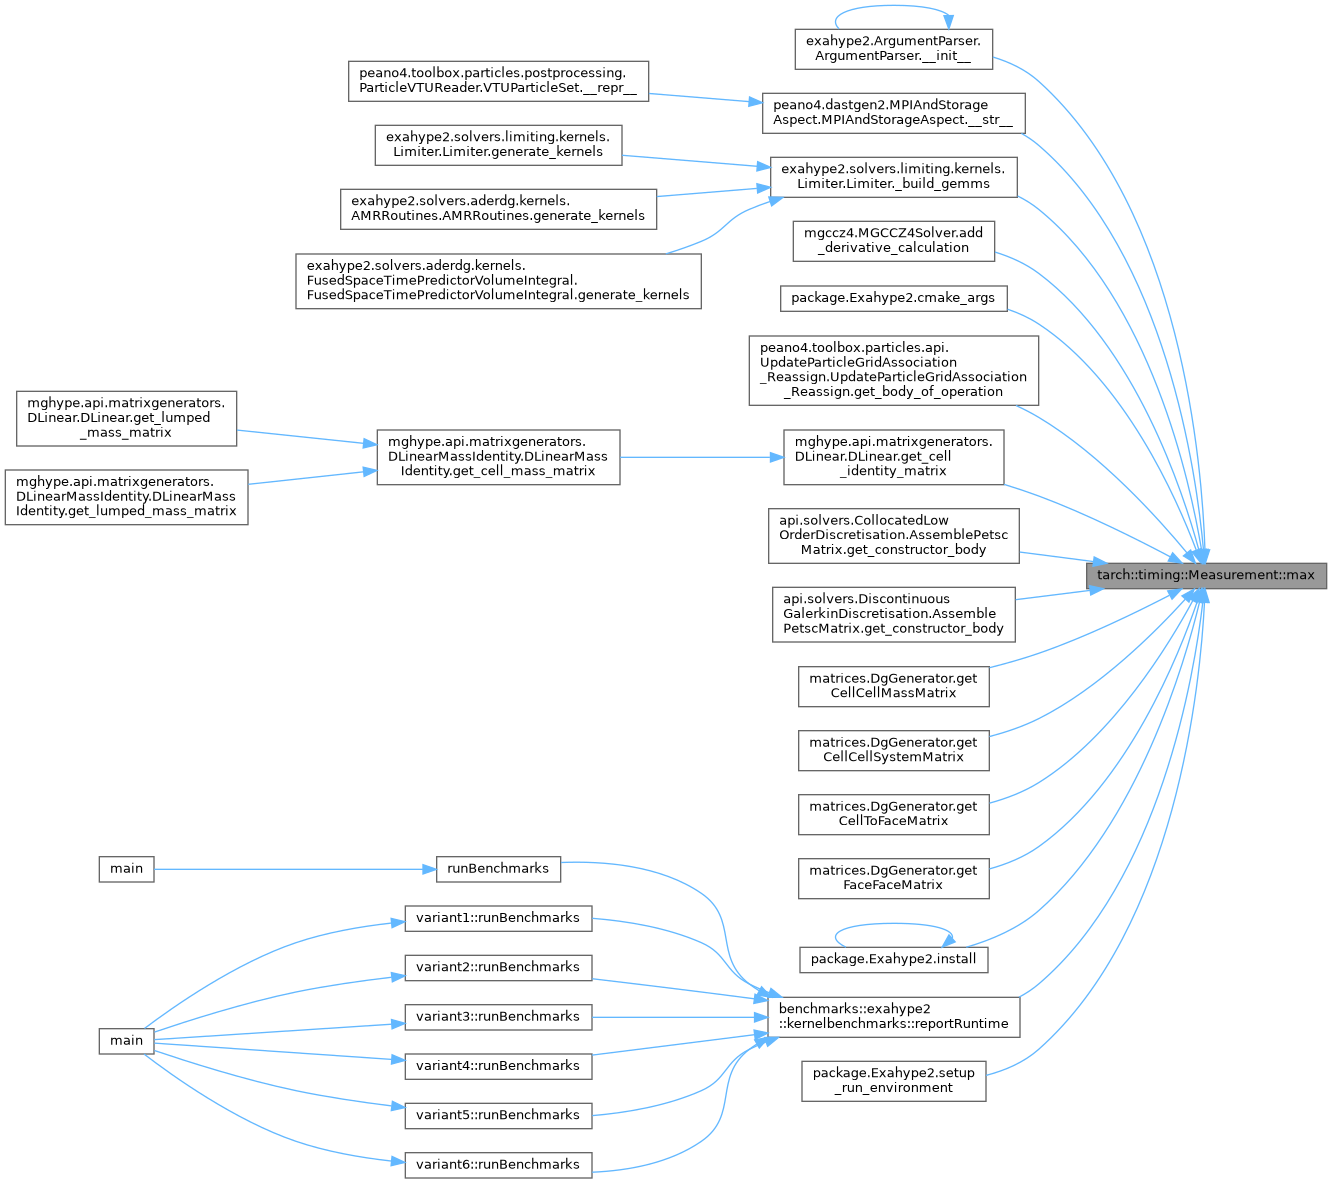 exahype2.ArgumentParser.
ArgumentParser.__init__
peano4.toolbox.particles.postprocessing.
ParticleVTUReader.VTUParticleSet.__repr__
peano4.dastgen2.MPIAndStorage
Aspect.MPIAndStorageAspect.__str__
exahype2.solvers.limiting.kernels.
Limiter.Limiter.generate_kernels
exahype2.solvers.limiting.kernels.
Limiter.Limiter._build_gemms
exahype2.solvers.aderdg.kernels.
AMRRoutines.AMRRoutines.generate_kernels
mgccz4.MGCCZ4Solver.add
_derivative_calculation
exahype2.solvers.aderdg.kernels.
FusedSpaceTimePredictorVolumeIntegral.
FusedSpaceTimePredictorVolumeIntegral.generate_kernels
package.Exahype2.cmake_args
peano4.toolbox.particles.api.
UpdateParticleGridAssociation
_Reassign.UpdateParticleGridAssociation
_Reassign.get_body_of_operation
mghype.api.matrixgenerators.
DLinear.DLinear.get_lumped
_mass_matrix
mghype.api.matrixgenerators.
DLinearMassIdentity.DLinearMass
Identity.get_cell_mass_matrix
mghype.api.matrixgenerators.
DLinear.DLinear.get_cell
_identity_matrix
mghype.api.matrixgenerators.
DLinearMassIdentity.DLinearMass
Identity.get_lumped_mass_matrix
api.solvers.CollocatedLow
OrderDiscretisation.AssemblePetsc
Matrix.get_constructor_body
tarch::timing::Measurement::max
api.solvers.Discontinuous
GalerkinDiscretisation.Assemble
PetscMatrix.get_constructor_body
matrices.DgGenerator.get
CellCellMassMatrix
matrices.DgGenerator.get
CellCellSystemMatrix
matrices.DgGenerator.get
CellToFaceMatrix
main
runBenchmarks
matrices.DgGenerator.get
FaceFaceMatrix
variant1::runBenchmarks
package.Exahype2.install
variant2::runBenchmarks
variant3::runBenchmarks
benchmarks::exahype2
::kernelbenchmarks::reportRuntime
main
variant4::runBenchmarks
package.Exahype2.setup
_run_environment
variant5::runBenchmarks
variant6::runBenchmarks